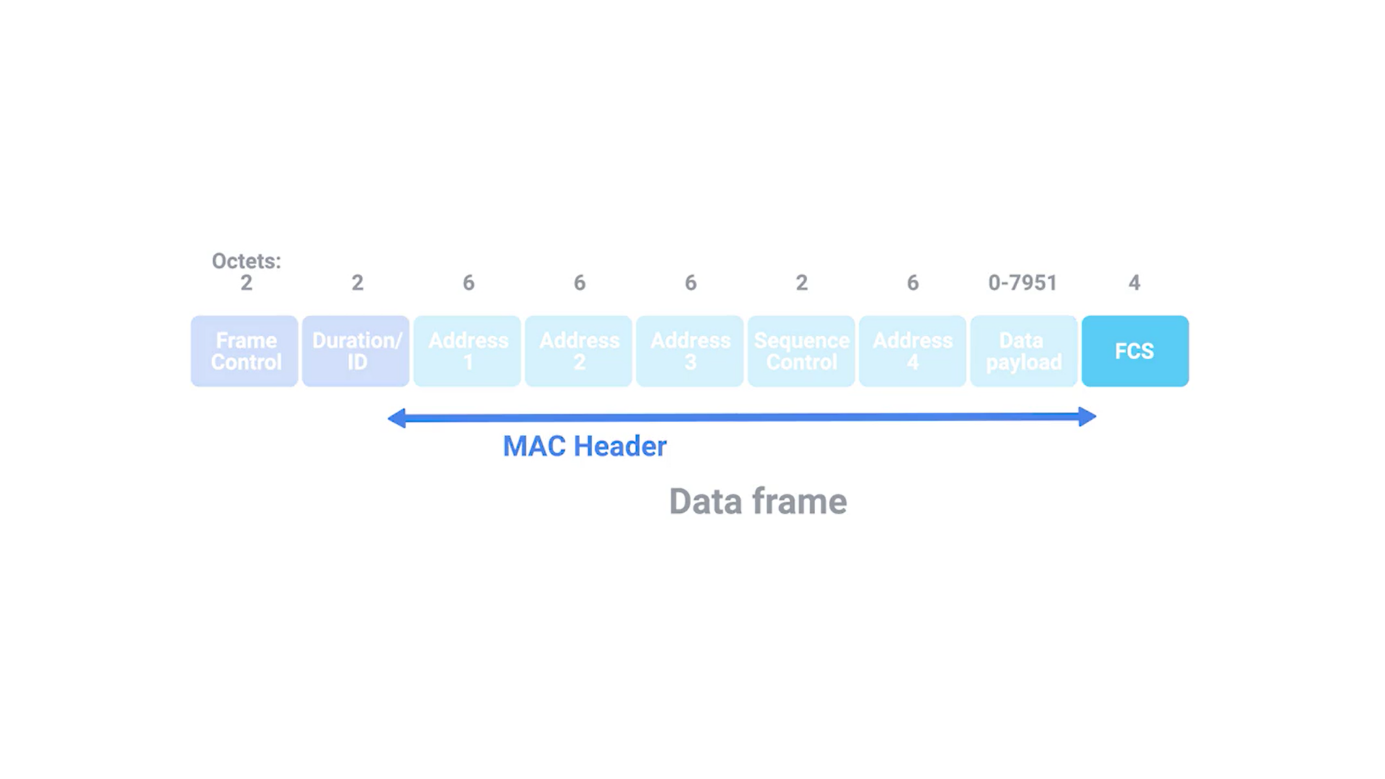 Octets:
2 2 6 6 6 2 6 0-7951 4
Frame Control
Duration/ ID
Address 1
Address 2
Address 3
Sequence Control
Address 4
Data payload
FCS
MAC Header
Data frame